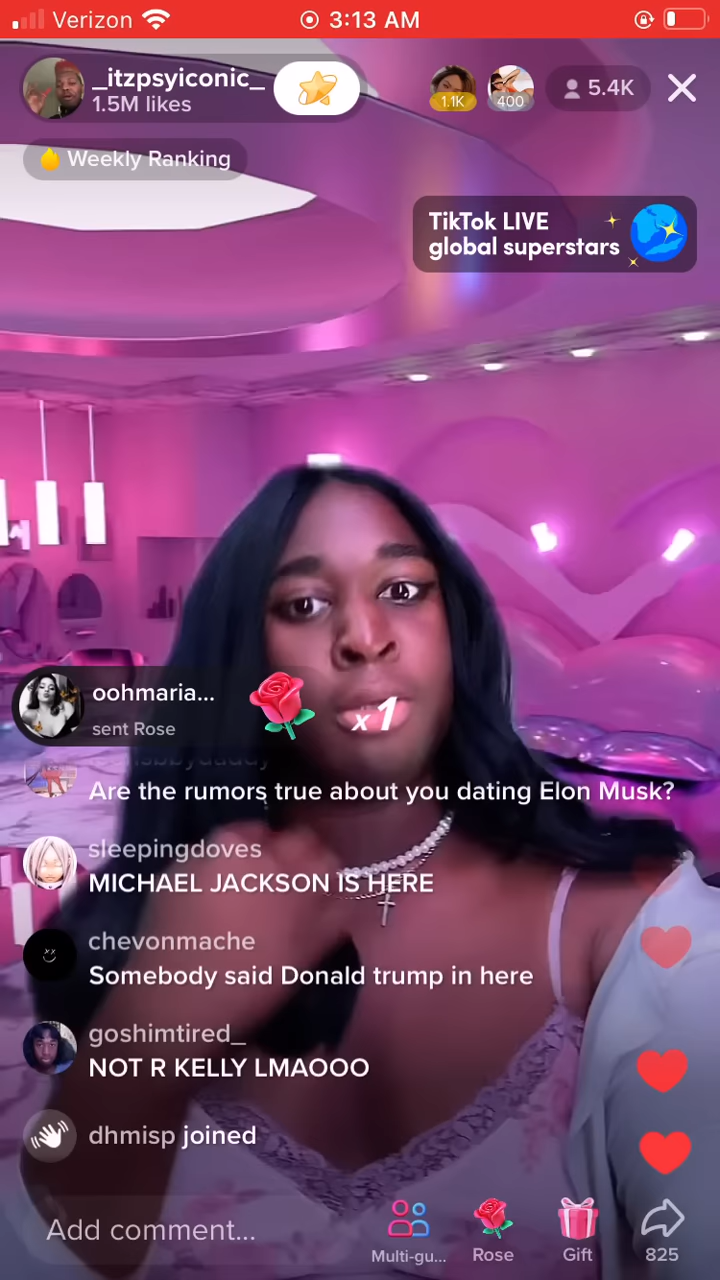 Verizon
3:13 AM
_itzpsyiconic_
1.5M likes
1.1K
400
5.4K
Weekly Ranking
TikTok LIVE
global superstars
oohmaria...
sent Rose
x1
Are the rumors true about you dating Elon Musk?
sleepingdoves
MICHAEL JACKSON IS HERE
chevonmache
Somebody said Donald trump in here
goshimtired_
NOT R KELLY LMAOOO
dhmisp joined
Add comment...
Multi-gu...
Rose
Gift
825